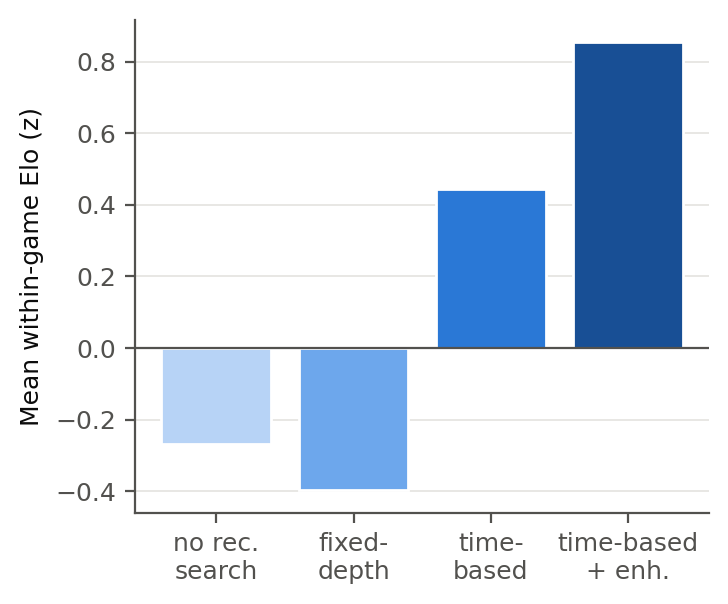 Mean within-game Elo (z)
0.8
0.6
0.4
0.2
0.0
−0.2
−0.4
no rec.
search
fixed-
depth
time-
based
time-based
+ enh.